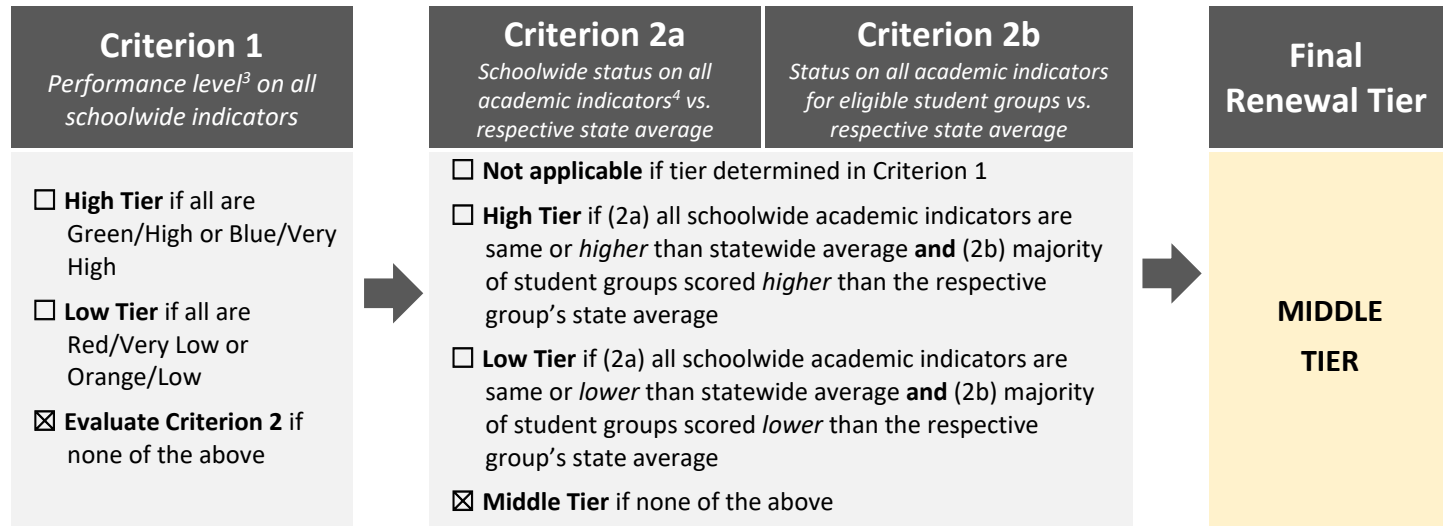 Criterion 1
Performance level³ on all
schoolwide indicators
☐ High Tier if all are
Green/High or Blue/Very
High
☐ Low Tier if all are
Red/Very Low or
Orange/Low
☒ Evaluate Criterion 2 if
none of the above
Criterion 2a
Schoolwide status on all
academic indicators⁴ vs.
respective state average
Criterion 2b
Status on all academic indicators
for eligible student groups vs.
respective state average
☐ Not applicable if tier determined in Criterion 1
☐ High Tier if (2a) all schoolwide academic indicators are
same or higher than statewide average and (2b) majority
of student groups scored higher than the respective
group’s state average
☐ Low Tier if (2a) all schoolwide academic indicators are
same or lower than statewide average and (2b) majority
of student groups scored lower than the respective
group’s state average
☒ Middle Tier if none of the above
Final
Renewal Tier
MIDDLE
TIER